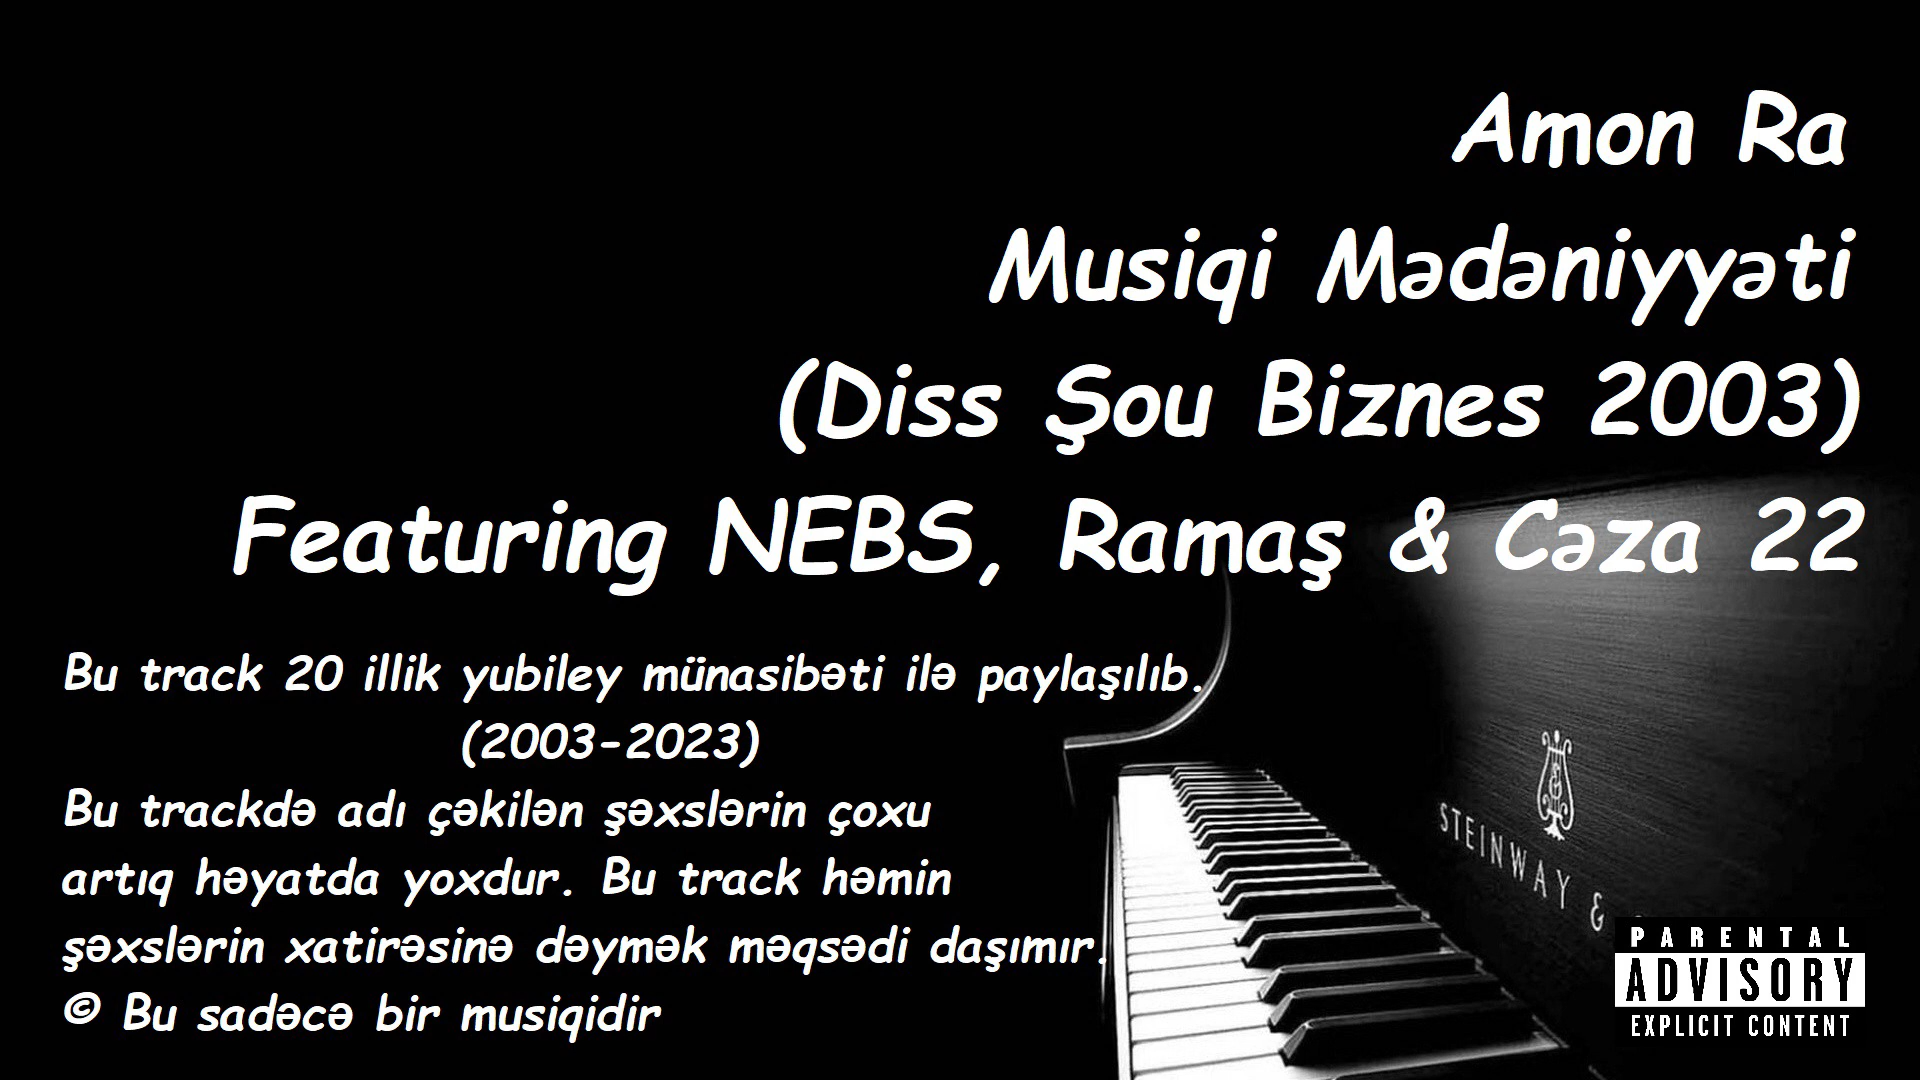 Amon Ra
Musiqi Mədəniyyəti
(Diss Şou Biznes 2003)
Featuring NEBS, Ramaş & Cəza 22
Bu track 20 illik yubiley münasibəti ilə paylaşılıb.
(2003-2023)
Bu trackdə adı çəkilən şəxslərin çoxu
artıq həyatda yoxdur. Bu track həmin
şəxslərin xatirəsinə dəymək məqsədi daşımır.
© Bu sadəcə bir musiqidir
STEINWAY &
PARENTAL
ADVISORY
EXPLICIT CONTENT